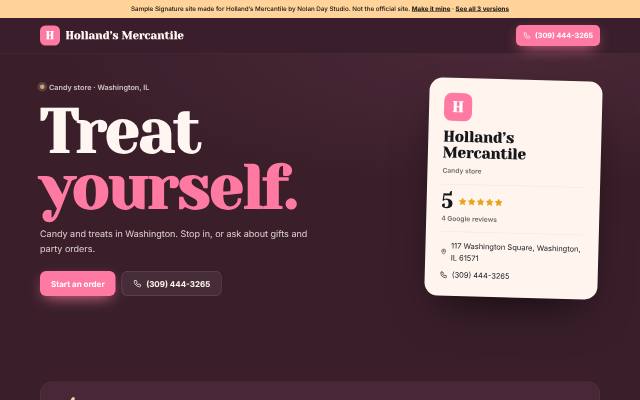 Sample Signature site made for Holland's Mercantile by Nolan Day Studio. Not the official site. Make it mine · See all 3 versions
H Holland's Mercantile
(309) 444-3265
Candy store · Washington, IL
Treat
yourself.
Candy and treats in Washington. Stop in, or ask about gifts and
party orders.
Start an order
(309) 444-3265
H
Holland's
Mercantile
Candy store
5
4 Google reviews
117 Washington Square, Washington,
IL 61571
(309) 444-3265